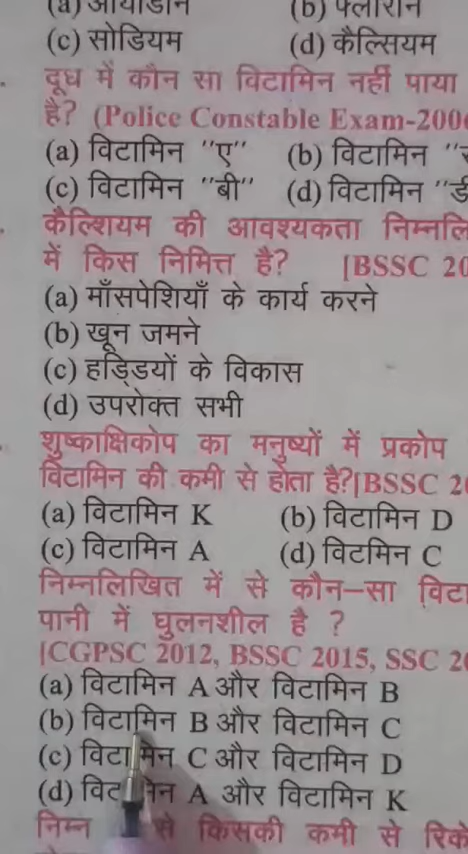 (a) आयोडीन (b) फ्लोरीन
(c) सोडियम (d) कैल्सियम
दूध में कौन सा विटामिन नहीं पाया
है? (Police Constable Exam-200
(a) विटामिन "ए" (b) विटामिन
(c) विटामिन "बी" (d) विटामिन "डी
कैल्शियम की आवश्यकता निम्नलि
में किस निमित्त है? [BSSC 20
(a) माँसपेशियाँ के कार्य करने
(b) खून जमने
(c) हड्डियों के विकास
(d) उपरोक्त सभी
शुष्काक्षिकोप का मनुष्यों में प्रकोप
विटामिन की कमी से होता है?[BSSC 2
(a) विटामिन K (b) विटामिन D
(c) विटामिन A (d) विटमिन C
निम्नलिखित में से कौन-सा विटा
पानी में घुलनशील है ?
[CGPSC 2012, BSSC 2015, SSC 2
(a) विटामिन A और विटामिन B
(b) विटामिन B और विटामिन C
(c) विटामिन C और विटामिन D
(d) विटामिन A और विटामिन K
निम्न से किसकी कमी से रिके